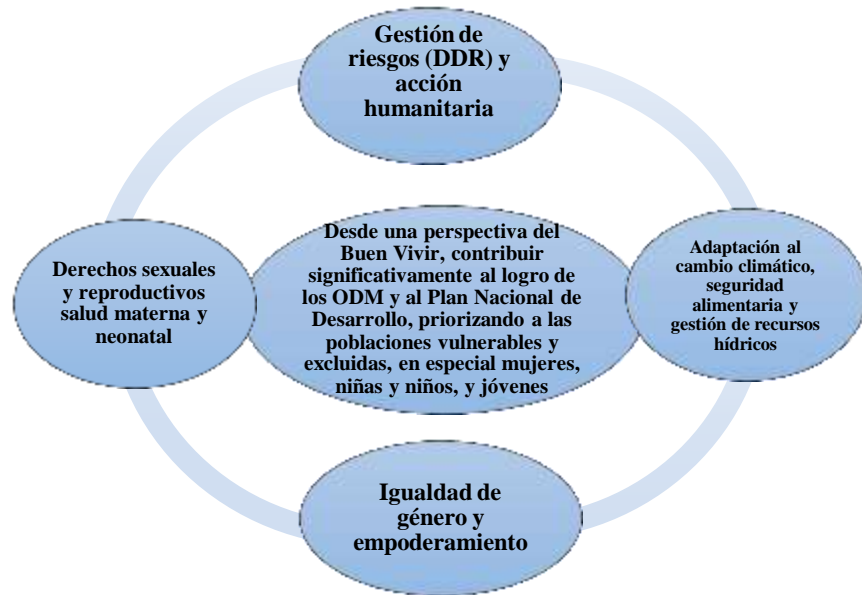 Gestión de
riesgos (DDR) y
acción
humanitaria
Derechos sexuales
y reproductivos
salud materna y
neonatal
Desde una perspectiva del
Buen Vivir, contribuir
significativamente al logro de
los ODM y al Plan Nacional de
Desarrollo, priorizando a las
poblaciones vulnerables y
excluidas, en especial mujeres,
niñas y niños, y jóvenes
Adaptación al
cambio climático,
seguridad
alimentaria y
gestión de recursos
hídricos
Igualdad de
género y
empoderamiento